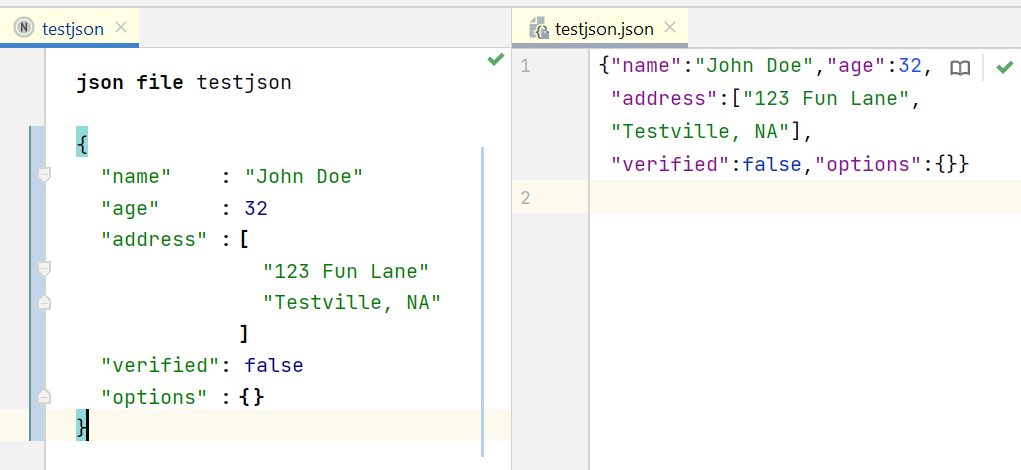 testjson
json file testjson
{
"name" : "John Doe"
"age" : 32
"address" : [
"123 Fun Lane"
"Testville, NA"
]
"verified": false
"options" : {}
}
testjson.json
1 {"name":"John Doe","age":32,
"address":["123 Fun Lane",
"Testville, NA"],
"verified":false,"options":{}}
2